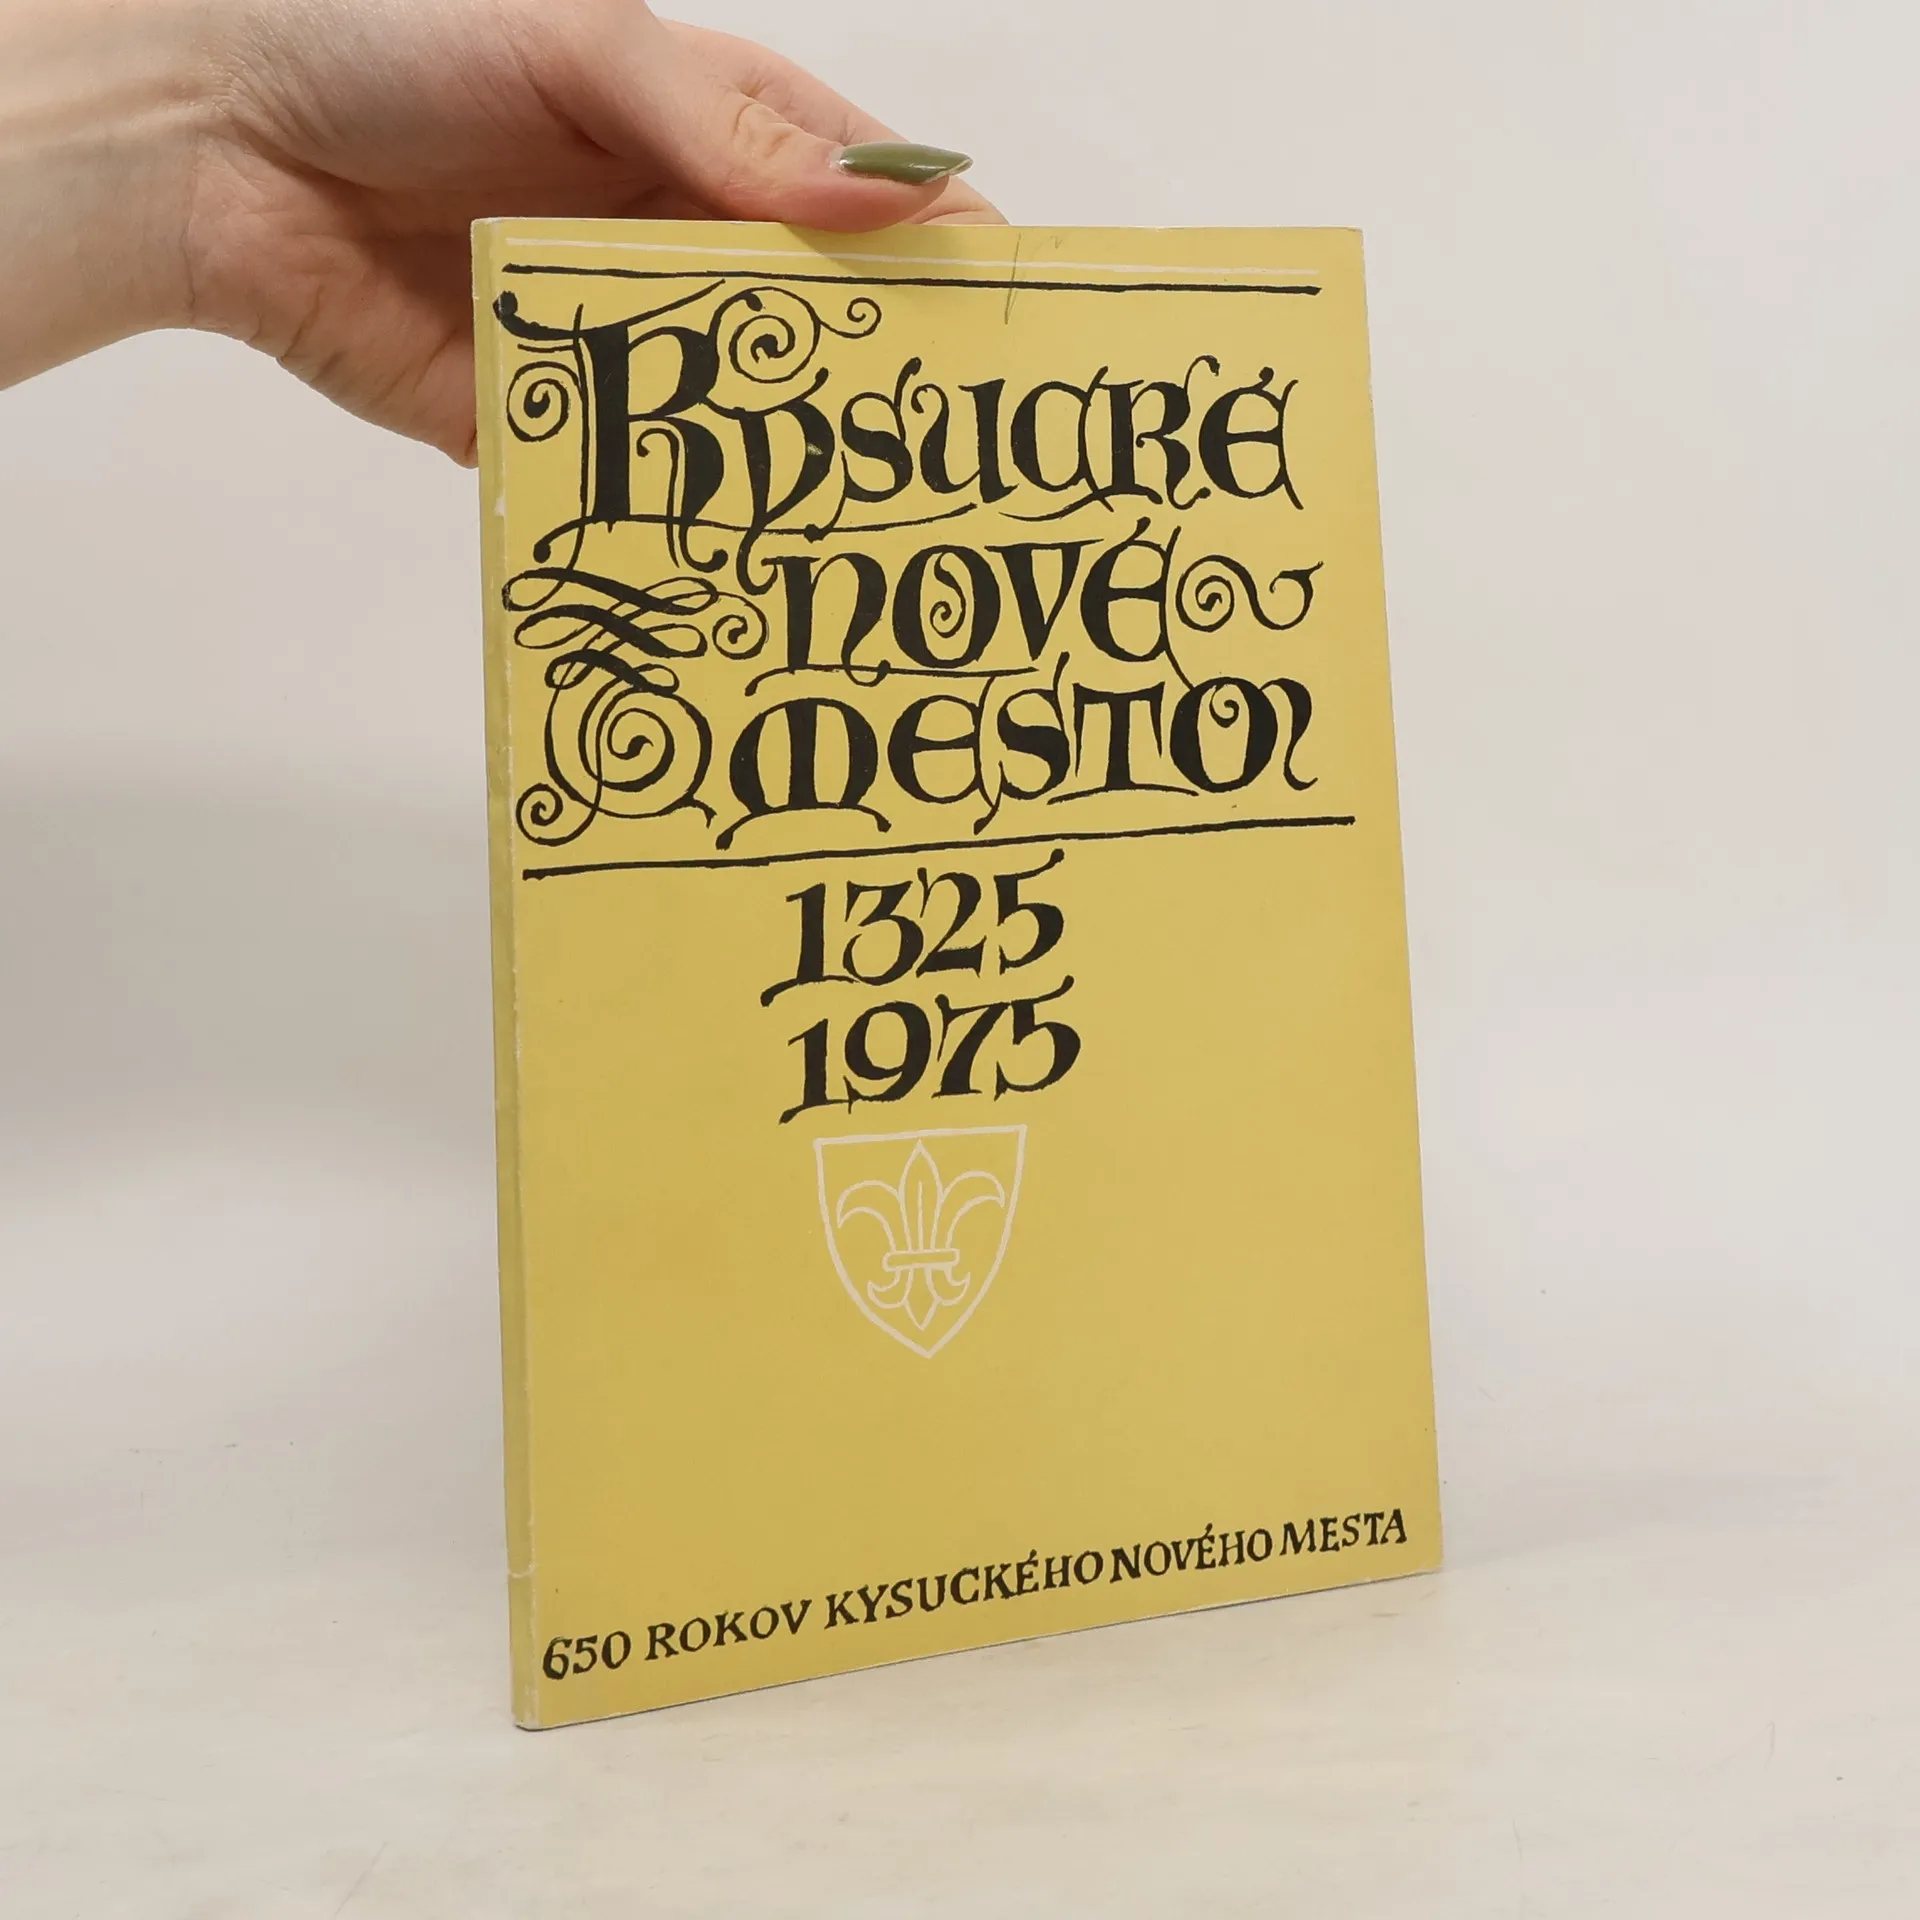 Kysucké
nové
mesto
1325
1975
650 ROKOV KYSUCKÉHO NOVÉHO MESTA